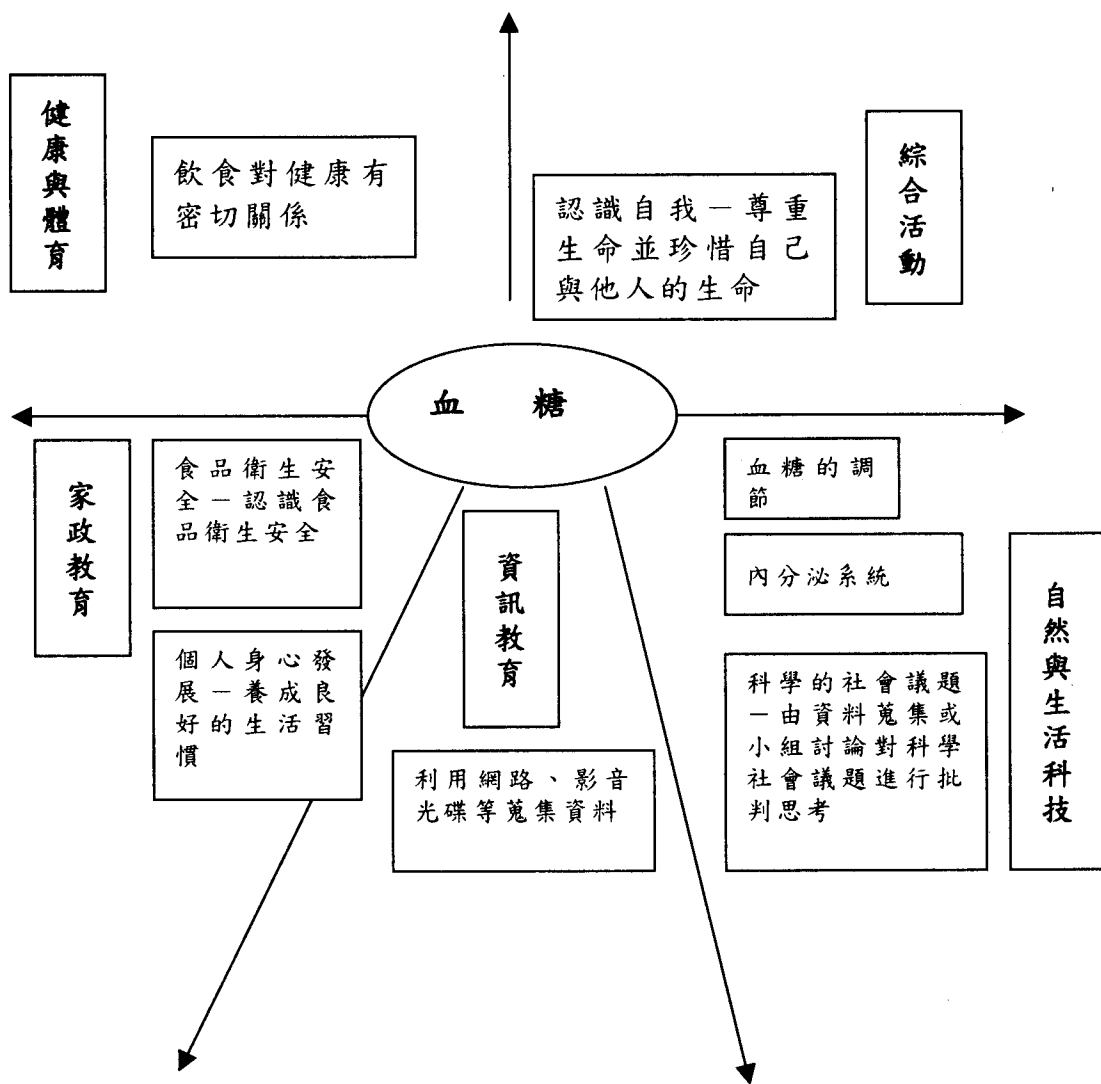 健康與體育
飲食對健康有
密切關係
認識自我－尊重
生命並珍惜自己
與他人的生命
綜合活動
血 糖
家政教育
食品衛生安
全－認識食
品衛生安全
個人身心發
展－養成良
好的生活習
慣
資訊教育
利用網路、影音
光碟等蒐集資料
血糖的調
節
內分泌系統
科學的社會議題
－由資料蒐集或
小組討論對科學
社會議題進行批
判思考
自然與生活科技